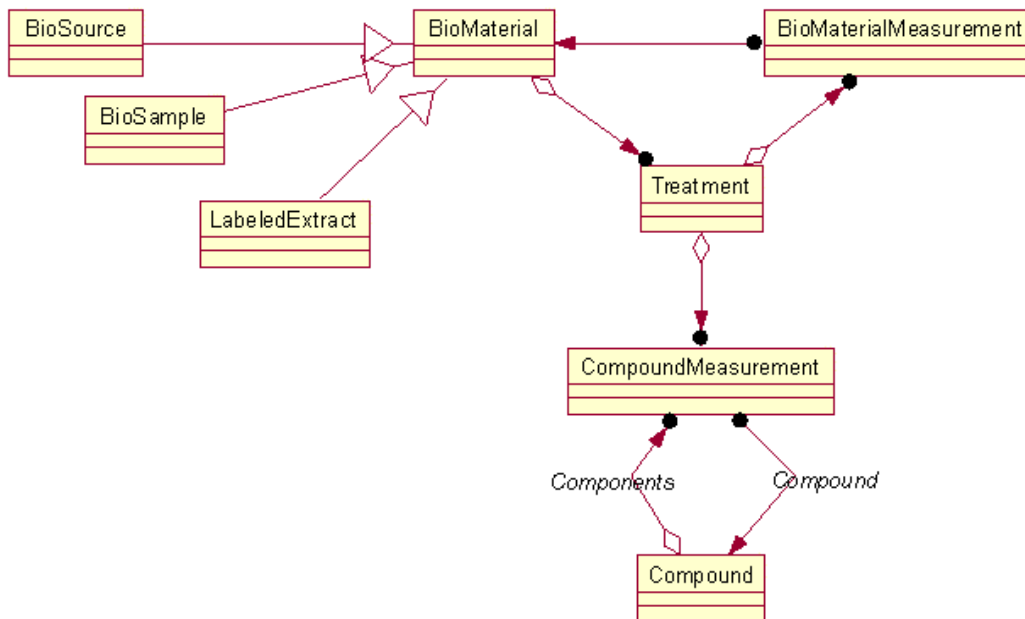 BioSource
BioMaterial
BioMaterialMeasurement
BioSample
Treatment
LabeledExtract
CompoundMeasurement
Components
Compound
Compound